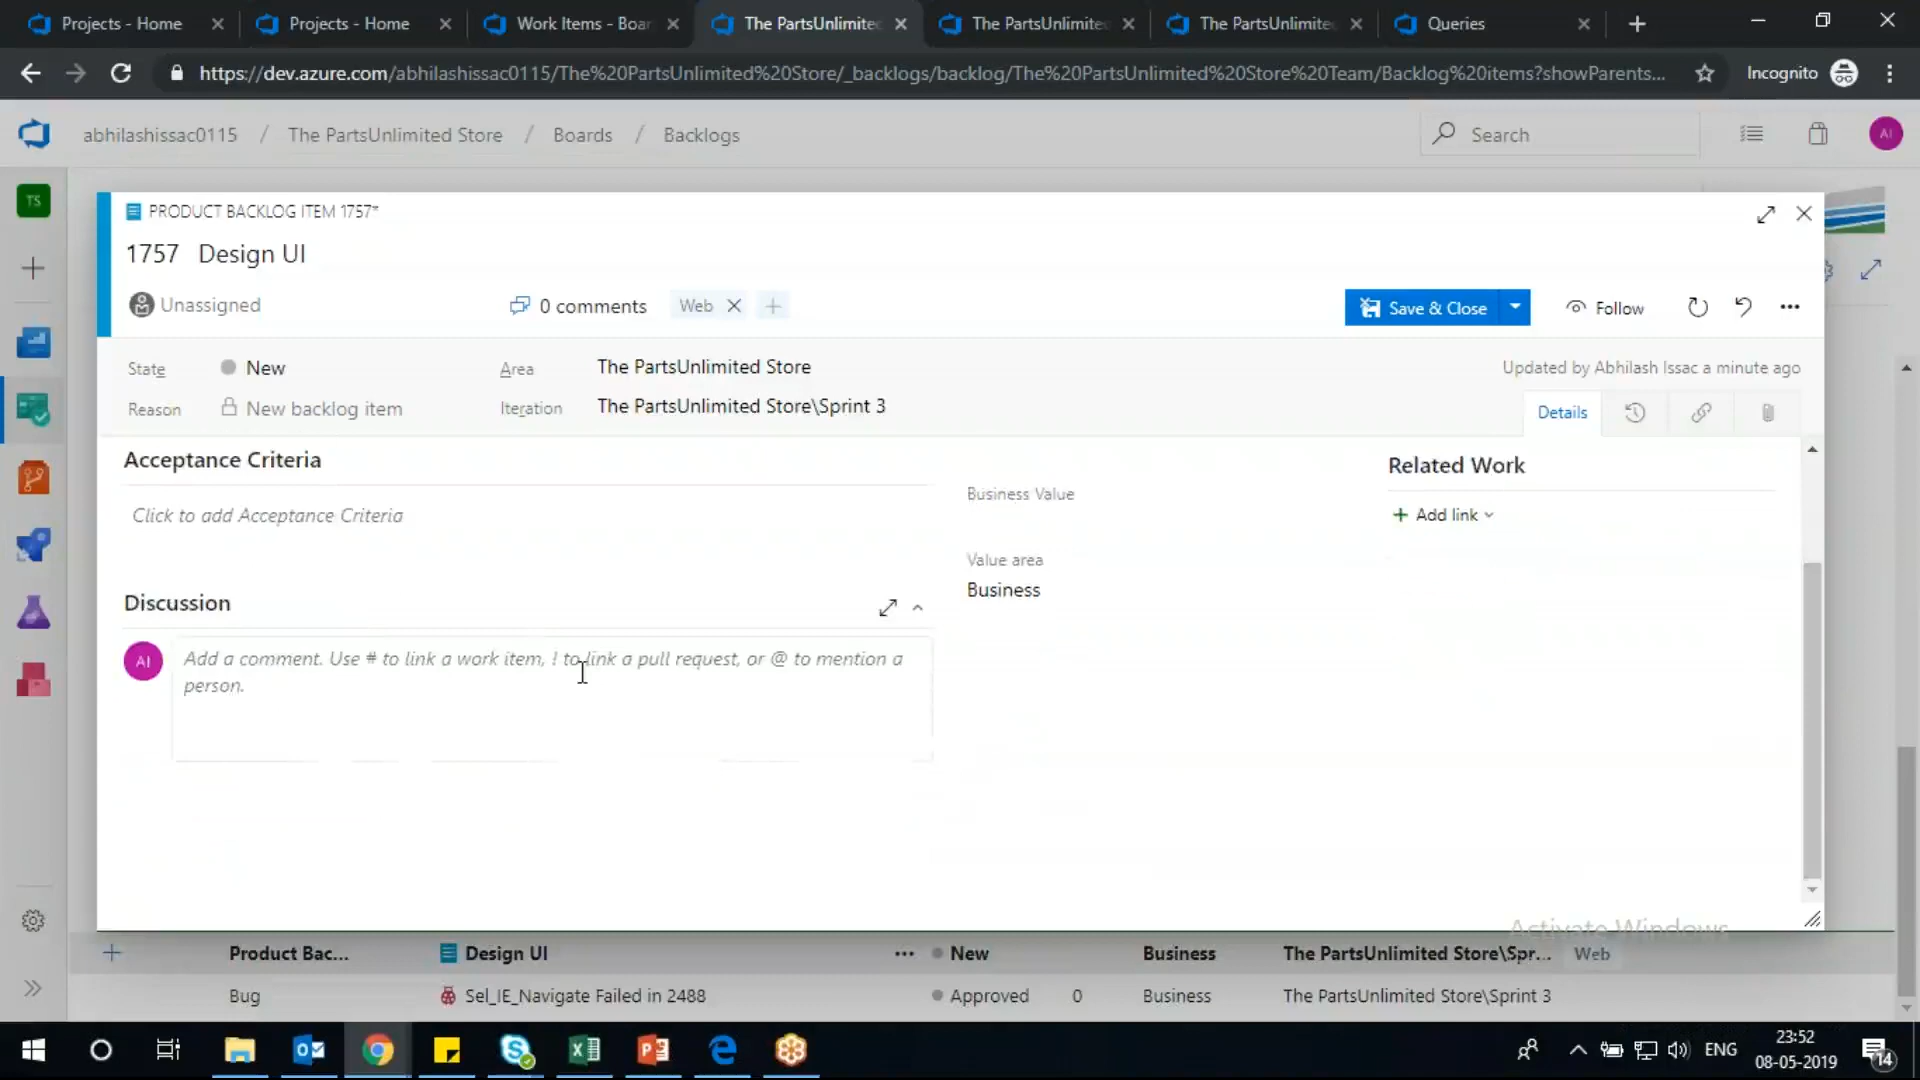 Projects - Home
Projects - Home
Work Items - Boar
The PartsUnlimited
The PartsUnlimite
The PartsUnlimite
Queries
https://dev.azure.com/abhilashissac0115/The%20PartsUnlimited%20Store/_backlogs/backlog/The%20PartsUnlimited%20Store%20Team/Backlog%20items?showParents...
Incognito
abhilashissac0115 / The PartsUnlimited Store / Boards / Backlogs
Search
AI
TS
PRODUCT BACKLOG ITEM 1757*
1757 Design UI
Unassigned
0 comments
Web
Save & Close
Follow
State
New
Area
The PartsUnlimited Store
Updated by Abhilash Issac a minute ago
Reason
New backlog item
Iteration
The PartsUnlimited Store\Sprint 3
Details
Acceptance Criteria
Click to add Acceptance Criteria
Business Value
Value area
Business
Related Work
+ Add link
Discussion
AI
Add a comment. Use # to link a work item, ! to link a pull request, or @ to mention a
person.
Activate Windows
Product Bac... Design UI ... New Business The PartsUnlimited Store\Spr... Web
Bug Sel_IE_Navigate Failed in 2488 Approved 0 Business The PartsUnlimited Store\Sprint 3
ENG
23:52
08-05-2019
14